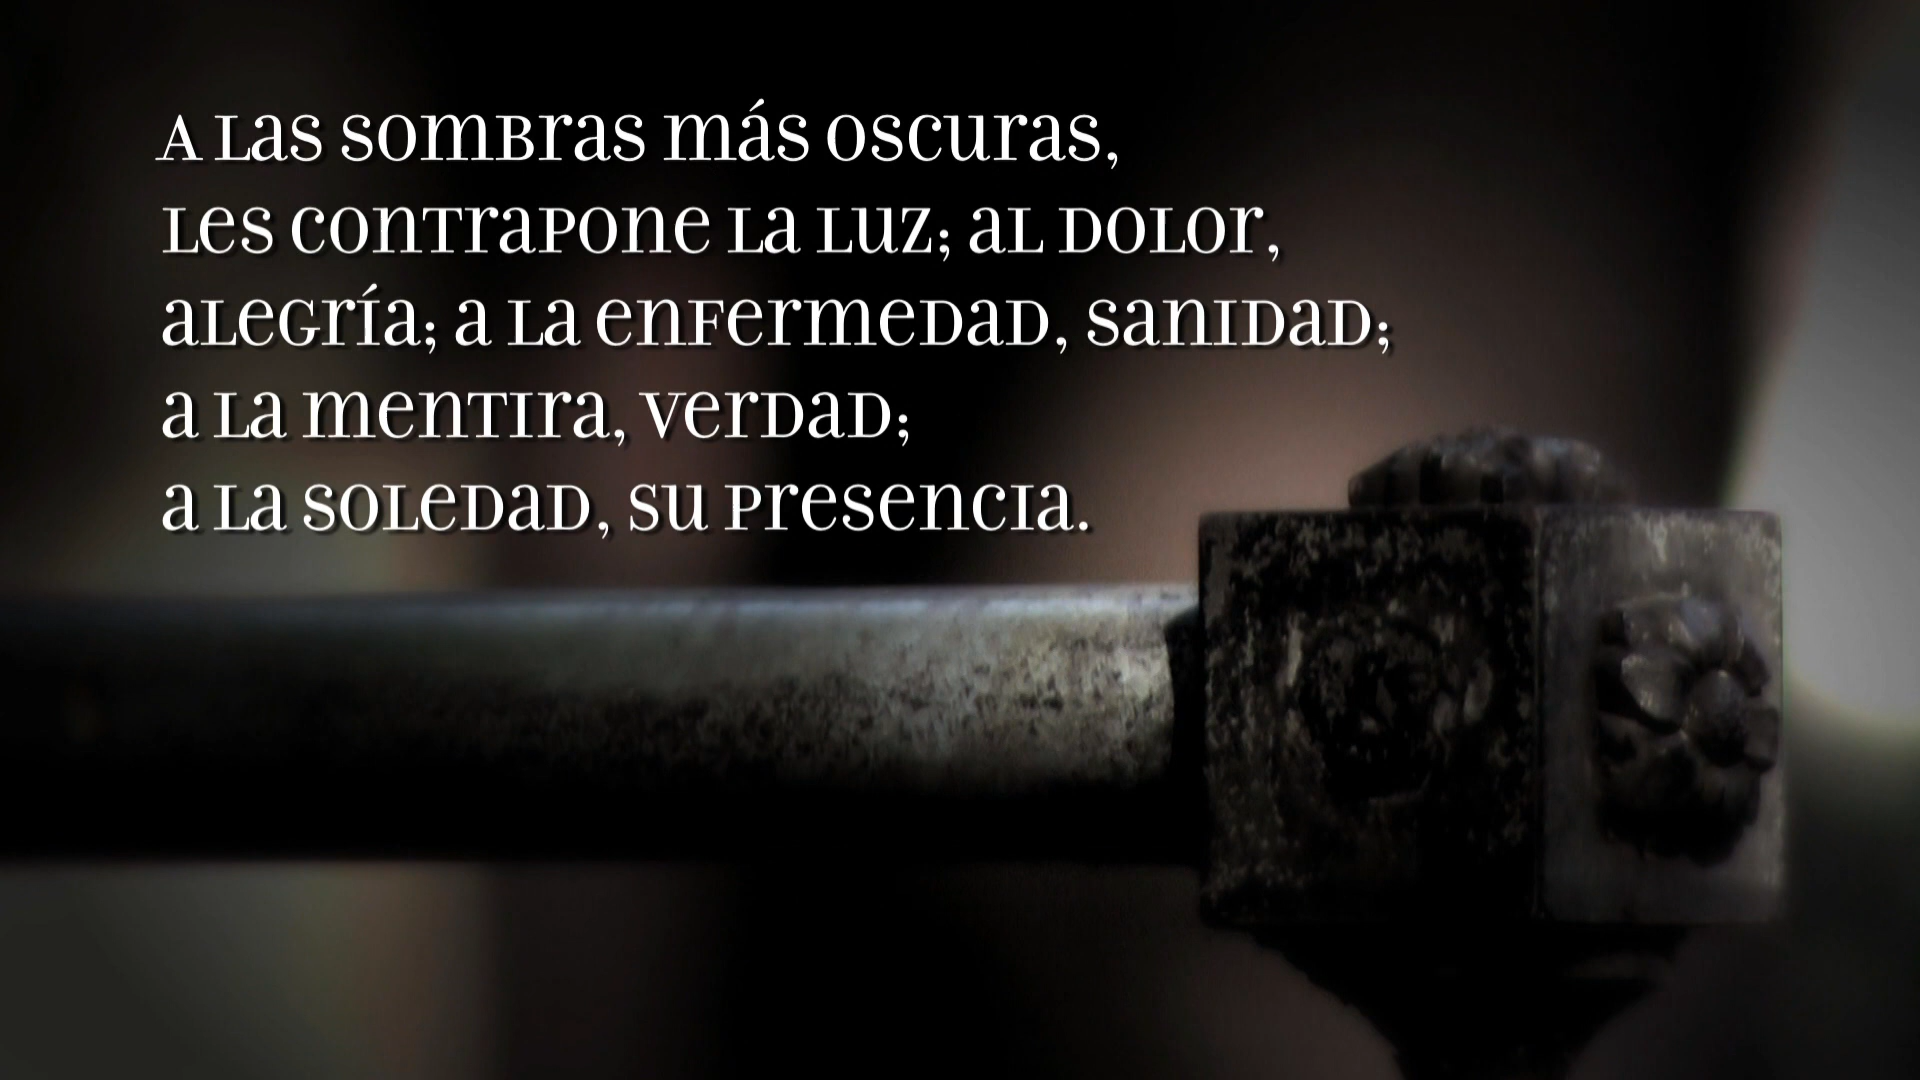 A las sombras más oscuras,
les contrapone la luz; al dolor,
alegría; a la enfermedad, sanidad;
a la mentira, verdad;
a la soledad, su presencia.